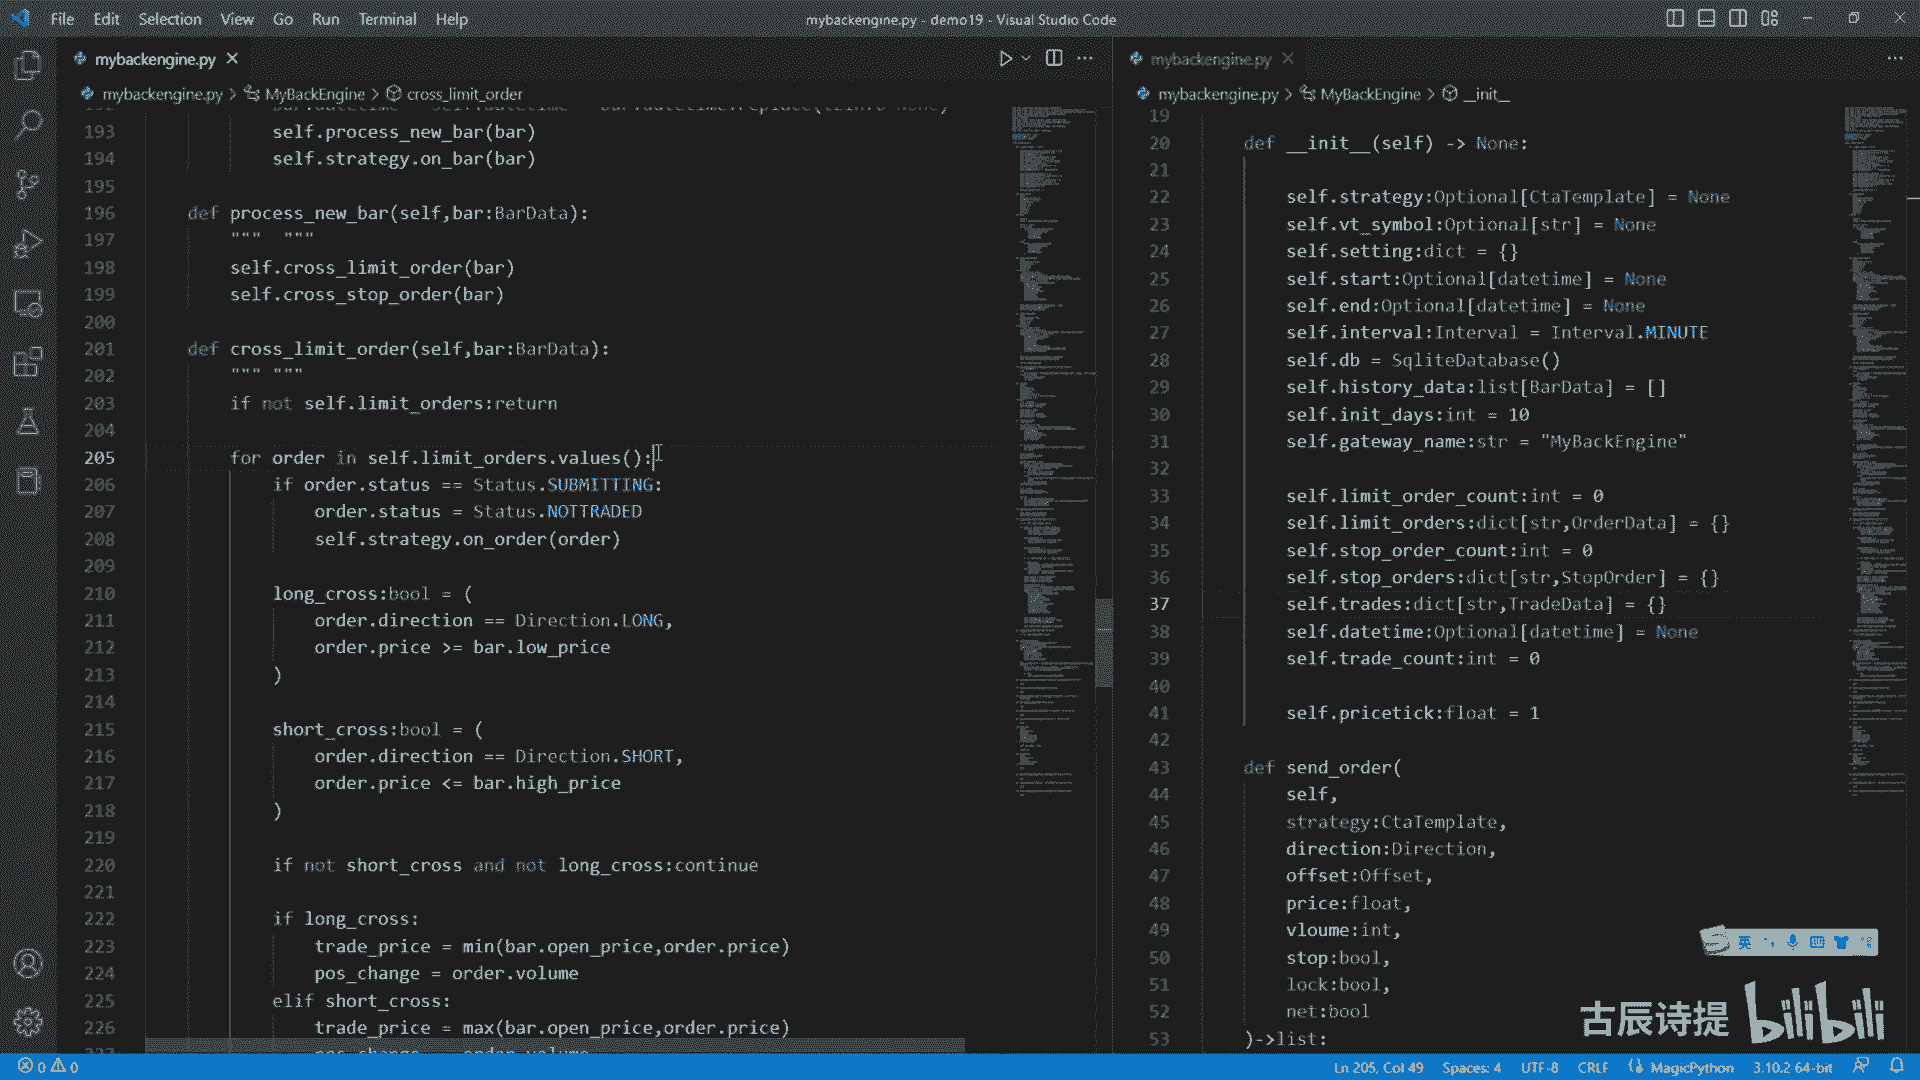 File Edit Selection View Go Run Terminal Help
mybackengine.py - demo19 - Visual Studio Code
mybackengine.py
mybackengine.py > MyBackEngine > cross_limit_order
193 self.process_new_bar(bar)
194 self.strategy.on_bar(bar)
195
196 def process_new_bar(self,bar:BarData):
197 """  """
198 self.cross_limit_order(bar)
199 self.cross_stop_order(bar)
200
201 def cross_limit_order(self,bar:BarData):
202 """ """
203 if not self.limit_orders:return
204
205 for order in self.limit_orders.values():
206 if order.status == Status.SUBMITTING:
207 order.status = Status.NOTTRADED
208 self.strategy.on_order(order)
209
210 long_cross:bool = (
211 order.direction == Direction.LONG,
212 order.price >= bar.low_price
213 )
214
215 short_cross:bool = (
216 order.direction == Direction.SHORT,
217 order.price <= bar.high_price
218 )
219
220 if not short_cross and not long_cross:continue
221
222 if long_cross:
223 trade_price = min(bar.open_price,order.price)
224 pos_change = order.volume
225 elif short_cross:
226 trade_price = max(bar.open_price,order.price)
mybackengine.py
mybackengine.py > MyBackEngine > __init__
19
20 def __init__(self) -> None:
21
22 self.strategy:Optional[CtaTemplate] = None
23 self.vt_symbol:Optional[str] = None
24 self.setting:dict = {}
25 self.start:Optional[datetime] = None
26 self.end:Optional[datetime] = None
27 self.interval:Interval = Interval.MINUTE
28 self.db = SqliteDatabase()
29 self.history_data:list[BarData] = []
30 self.init_days:int = 10
31 self.gateway_name:str = "MyBackEngine"
32
33 self.limit_order_count:int = 0
34 self.limit_orders:dict[str,OrderData] = {}
35 self.stop_order_count:int = 0
36 self.stop_orders:dict[str,StopOrder] = {}
37 self.trades:dict[str,TradeData] = {}
38 self.datetime:Optional[datetime] = None
39 self.trade_count:int = 0
40
41 self.pricetick:float = 1
42
43 def send_order(
44 self,
45 strategy:CtaTemplate,
46 direction:Direction,
47 offset:Offset,
48 price:float,
49 vloume:int,
50 stop:bool,
51 lock:bool,
52 net:bool
53 )->list:
英
古辰诗提 bilibili
0 0
Ln 205, Col 49 Spaces: 4 UTF-8 CRLF MagicPython 3.10.2 64-bit